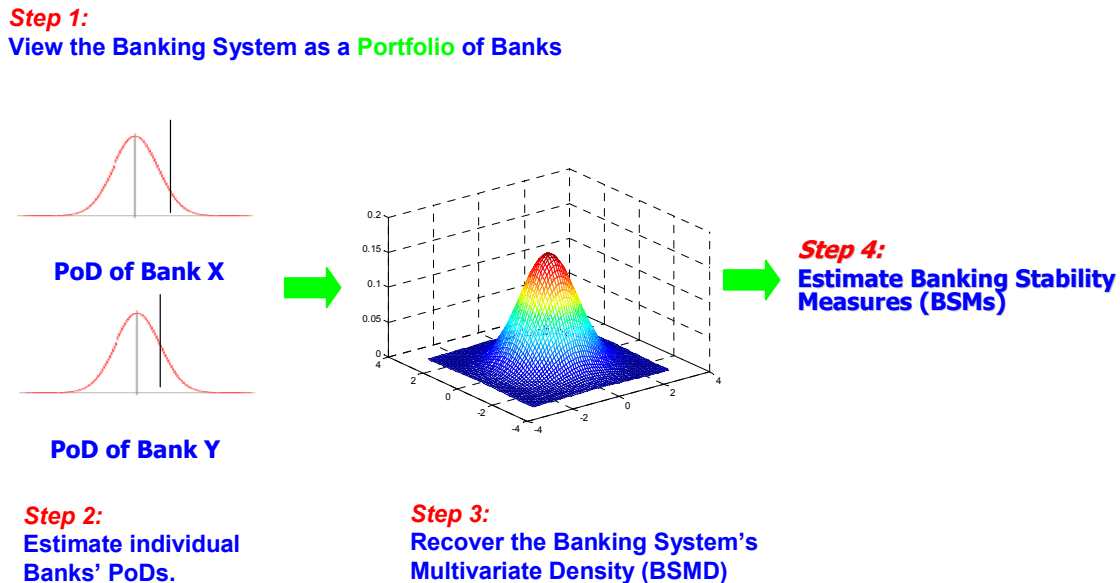 Step 1:
View the Banking System as a Portfolio of Banks
PoD of Bank X
PoD of Bank Y
Step 2:
Estimate individual
Banks' PoDs.
0.2
0.15
0.1
0.05
0
4
2
0
-2
-4
-4
-2
0
2
4
Step 3:
Recover the Banking System's
Multivariate Density (BSMD)
Step 4:
Estimate Banking Stability
Measures (BSMs)